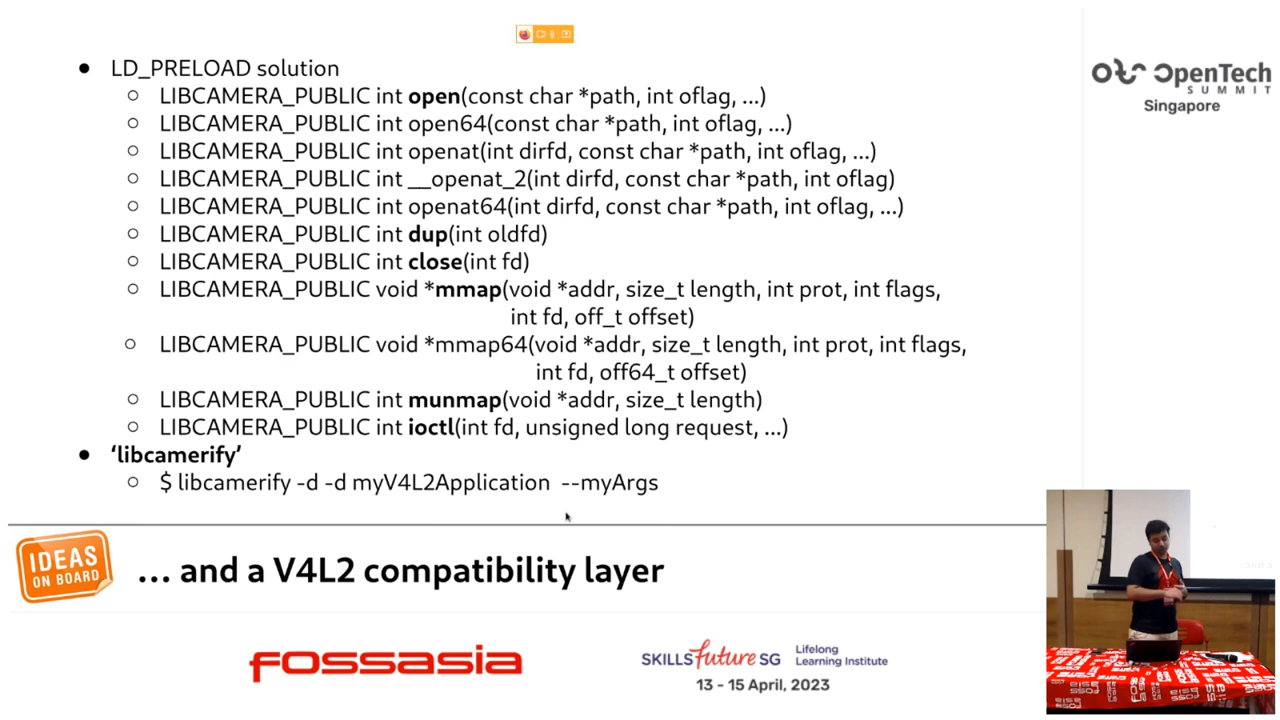 LD_PRELOAD solution
LIBCAMERA_PUBLIC int open(const char *path, int oflag, ...)
LIBCAMERA_PUBLIC int open64(const char *path, int oflag, ...)
LIBCAMERA_PUBLIC int openat(int dirfd, const char *path, int oflag, ...)
LIBCAMERA_PUBLIC int __openat_2(int dirfd, const char *path, int oflag)
LIBCAMERA_PUBLIC int openat64(int dirfd, const char *path, int oflag, ...)
LIBCAMERA_PUBLIC int dup(int oldfd)
LIBCAMERA_PUBLIC int close(int fd)
LIBCAMERA_PUBLIC void *mmap(void *addr, size_t length, int prot, int flags,
int fd, off_t offset)
LIBCAMERA_PUBLIC void *mmap64(void *addr, size_t length, int prot, int flags,
int fd, off64_t offset)
LIBCAMERA_PUBLIC int munmap(void *addr, size_t length)
LIBCAMERA_PUBLIC int ioctl(int fd, unsigned long request, ...)
‘libcamerify’
$ libcamerify -d -d myV4L2Application --myArgs
IDEAS
ON BOARD
... and a V4L2 compatibility layer
OpenTech
SUMMIT
Singapore
FOSSASIA
SKILLS future SG
Lifelong
Learning Institute
13 - 15 April, 2023